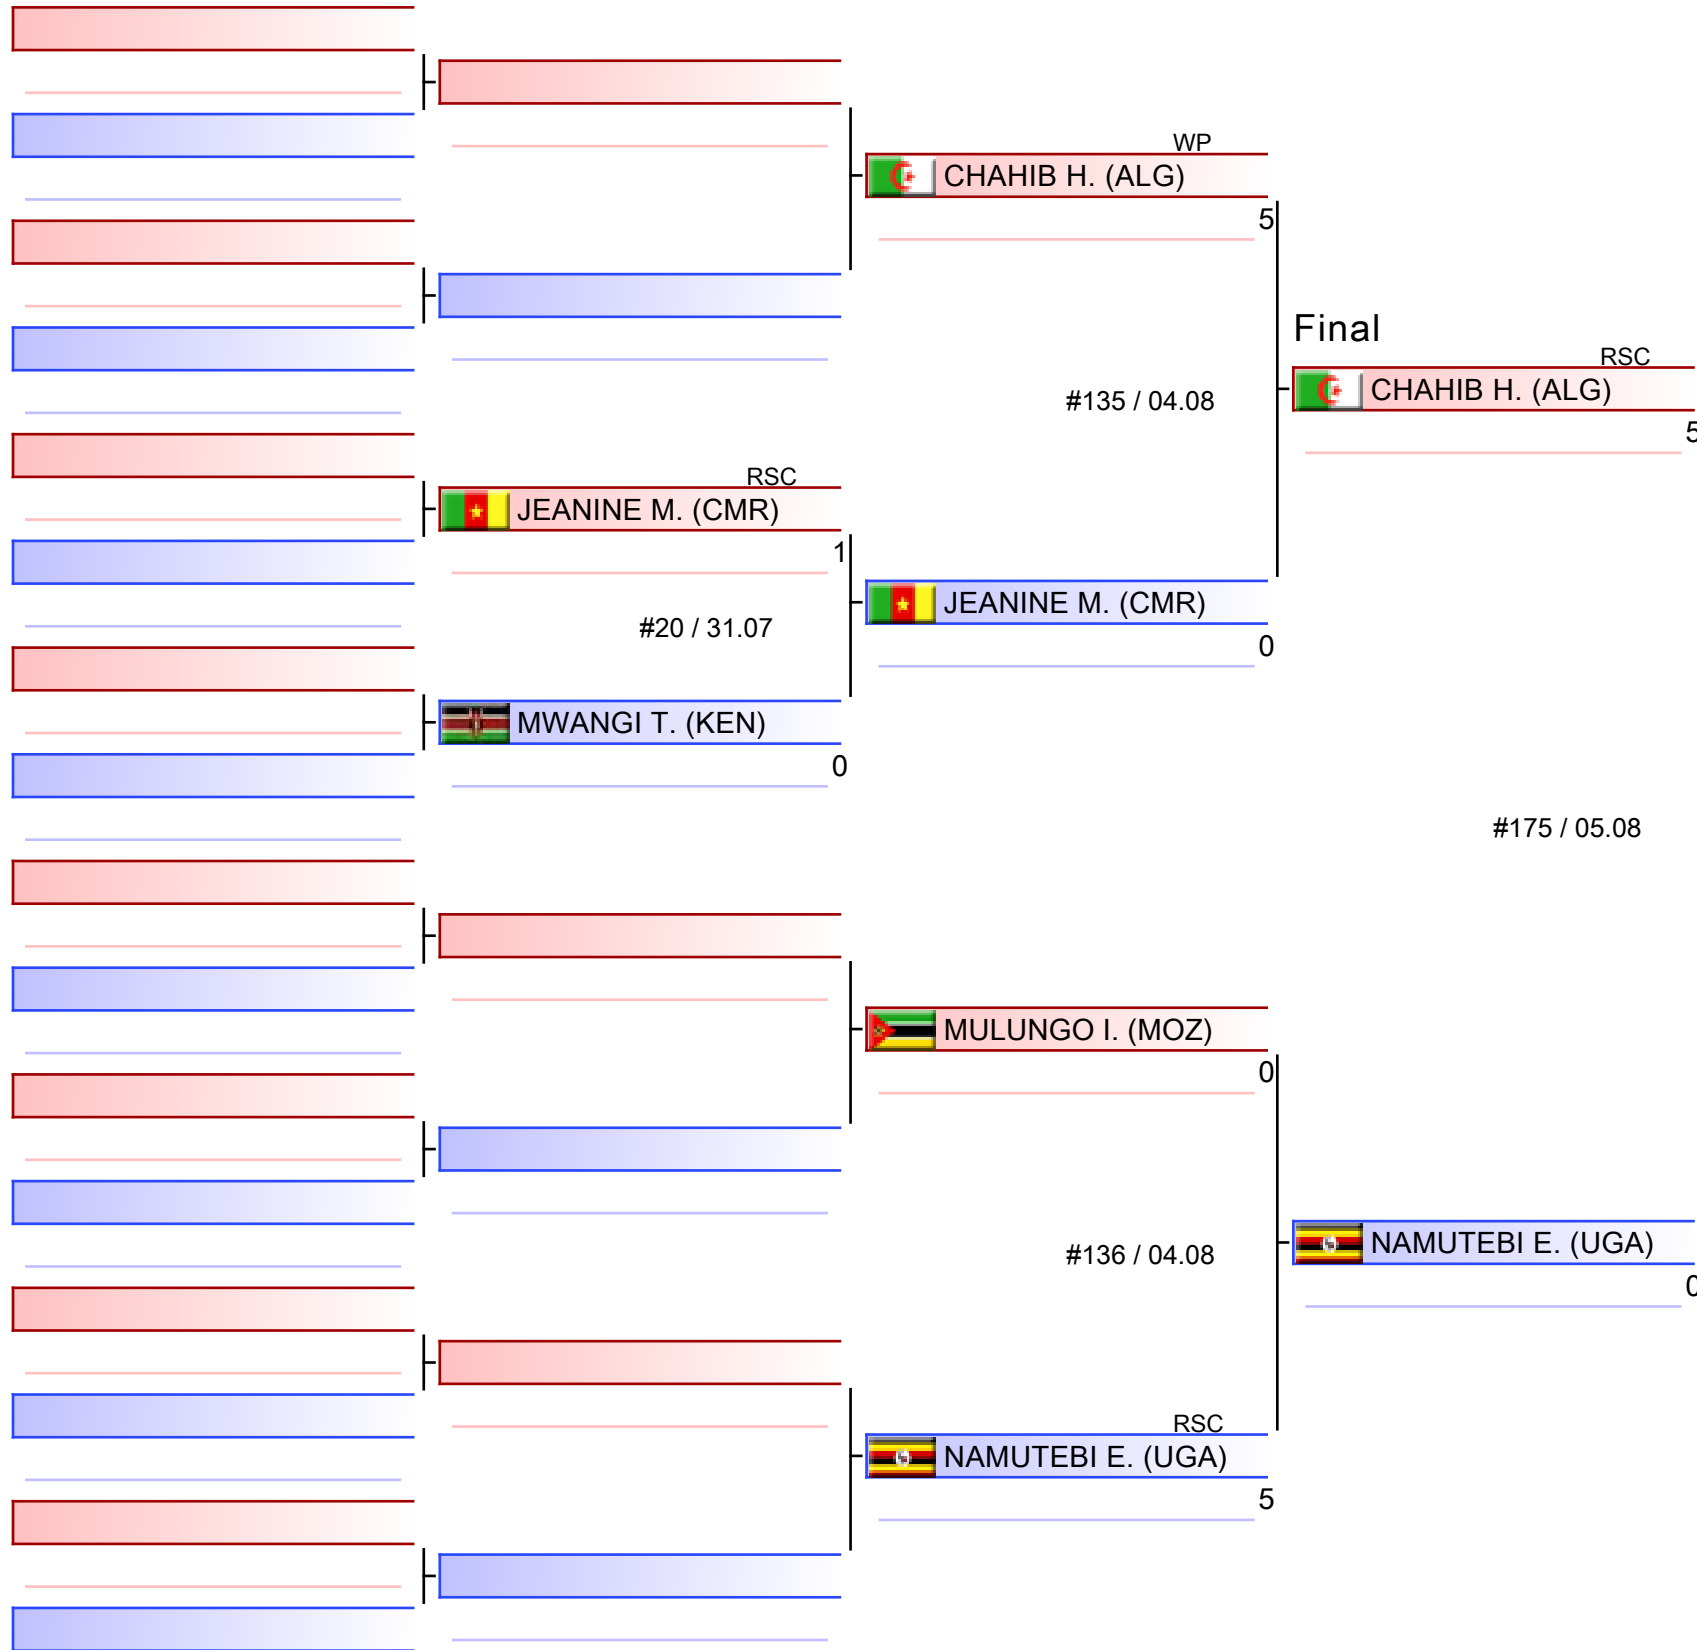 WP
CHAHIB H. (ALG)
5
Final
RSC
CHAHIB H. (ALG)
5
#135 / 04.08
RSC
JEANINE M. (CMR)
1
JEANINE M. (CMR)
0
#20 / 31.07
MWANGI T. (KEN)
0
#175 / 05.08
MULUNGO I. (MOZ)
0
#136 / 04.08
NAMUTEBI E. (UGA)
0
RSC
NAMUTEBI E. (UGA)
5